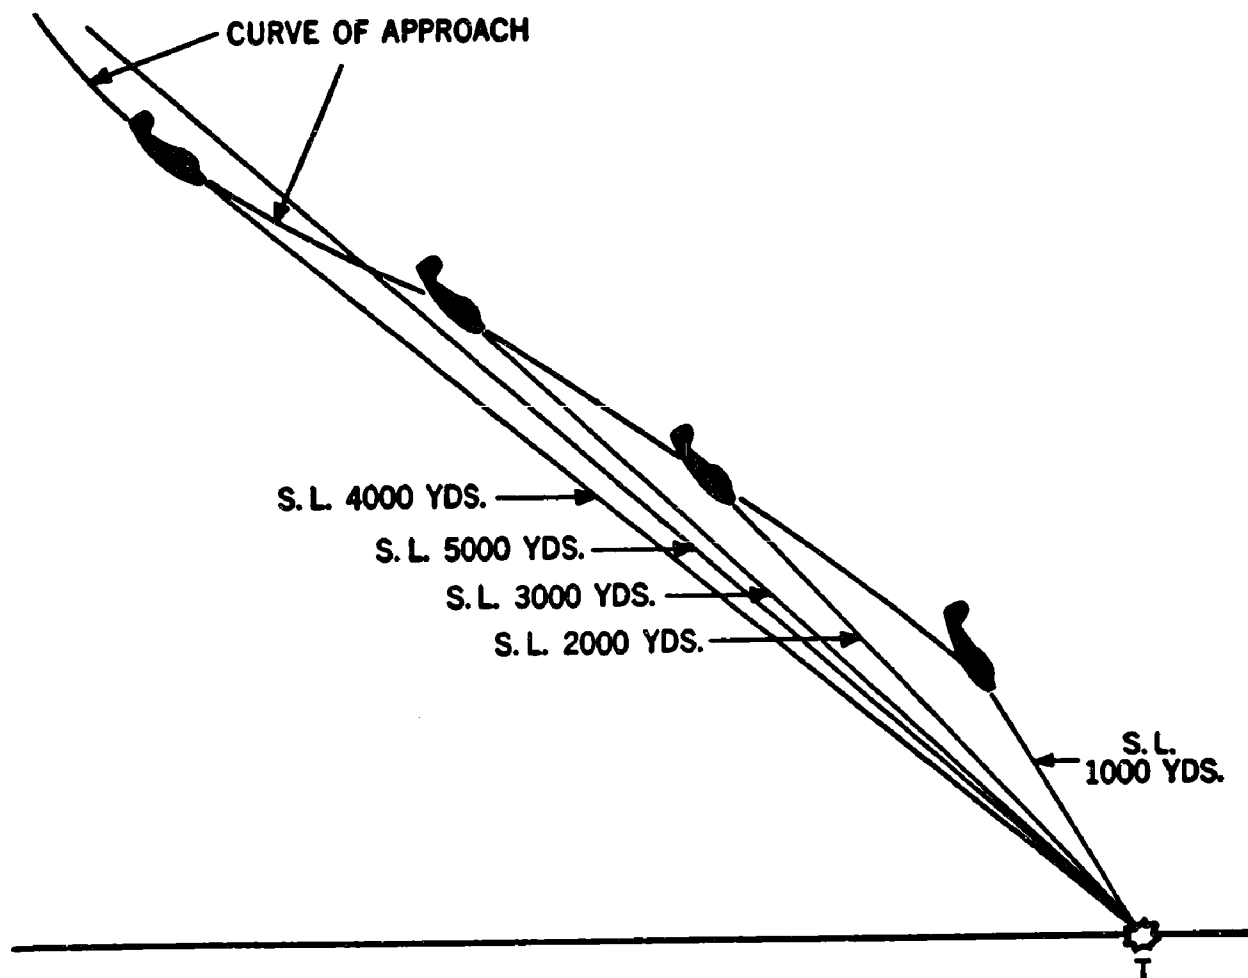 CURVE OF APPROACH
S. L. 4000 YDS.
S. L. 5000 YDS.
S. L. 3000 YDS.
S. L. 2000 YDS.
S. L.
1000 YDS.
T